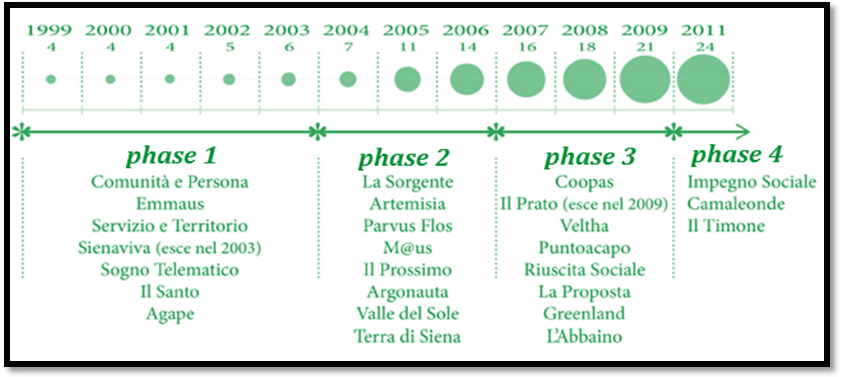 1999 2000 2001 2002 2003 2004 2005 2006 2007 2008 2009 2011
4 4 4 5 6 7 11 14 16 18 21 24
phase 1
Comunità e Persona
Emmaus
Servizio e Territorio
Sienaviva (esce nel 2003)
Sogno Telematico
Il Santo
Agape
phase 2
La Sorgente
Artemisia
Parvus Flos
M@us
Il Prossimo
Argonauta
Valle del Sole
Terra di Siena
phase 3
Coopas
Il Prato (esce nel 2009)
Veltha
Puntoacapo
Riuscita Sociale
La Proposta
Greenland
L'Abbaino
phase 4
Impegno Sociale
Camaleonde
Il Timone